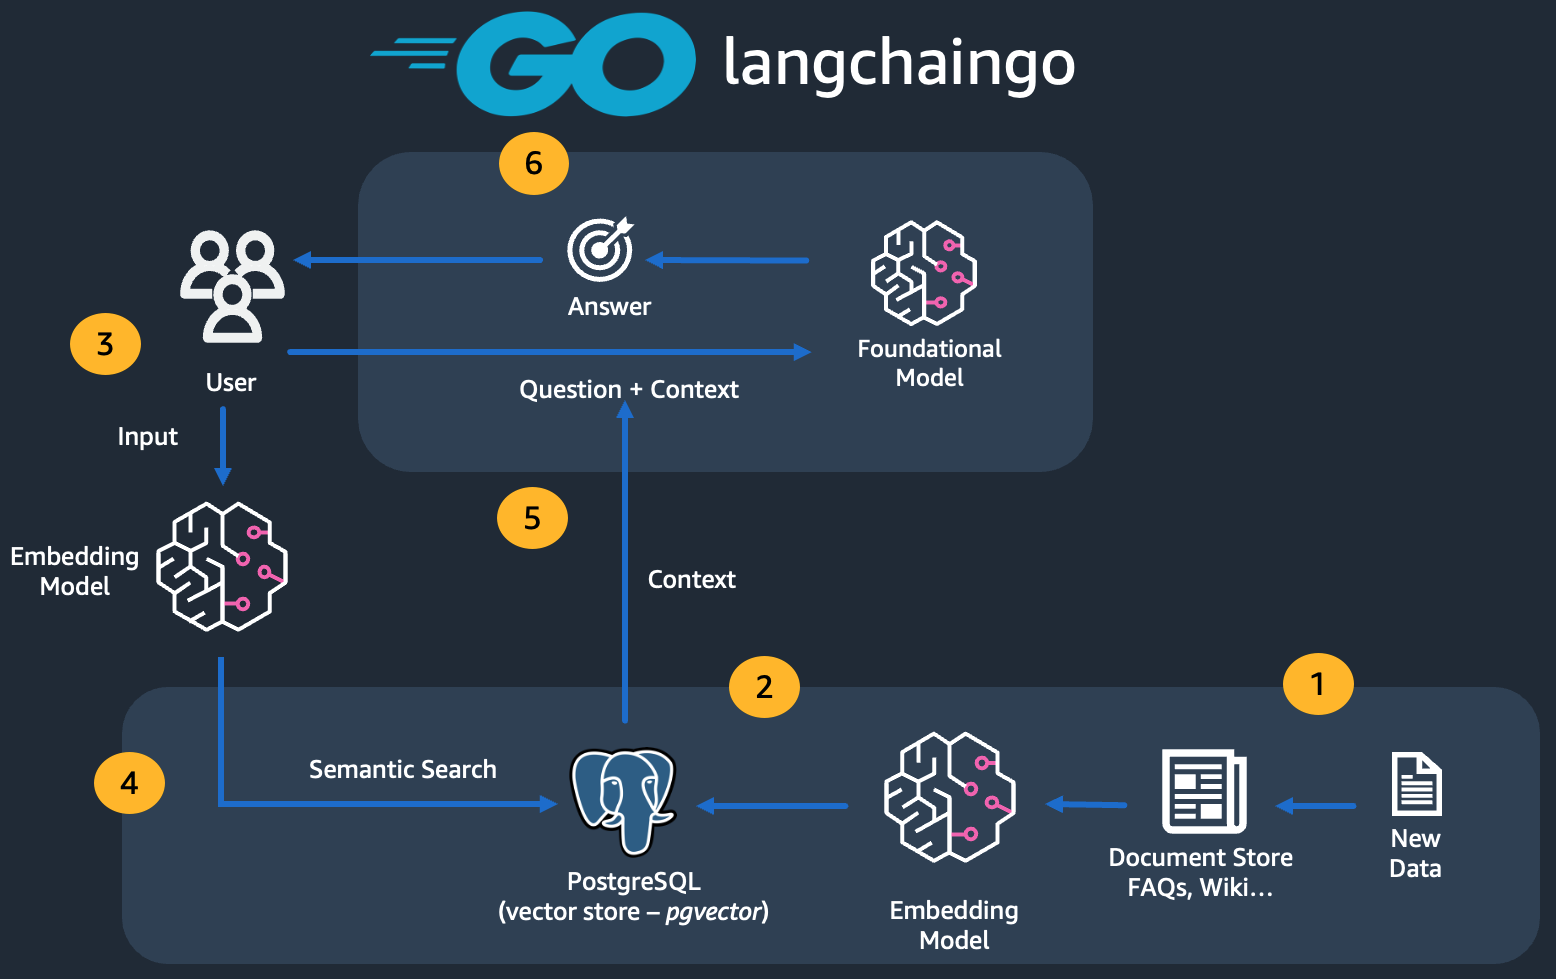 GO langchaingo
6
Answer
Foundational
Model
3
User
Question + Context
Input
5
Embedding
Model
Context
2
1
4
Semantic Search
PostgreSQL
(vector store – pgvector)
Embedding
Model
Document Store
FAQs, Wiki...
New
Data